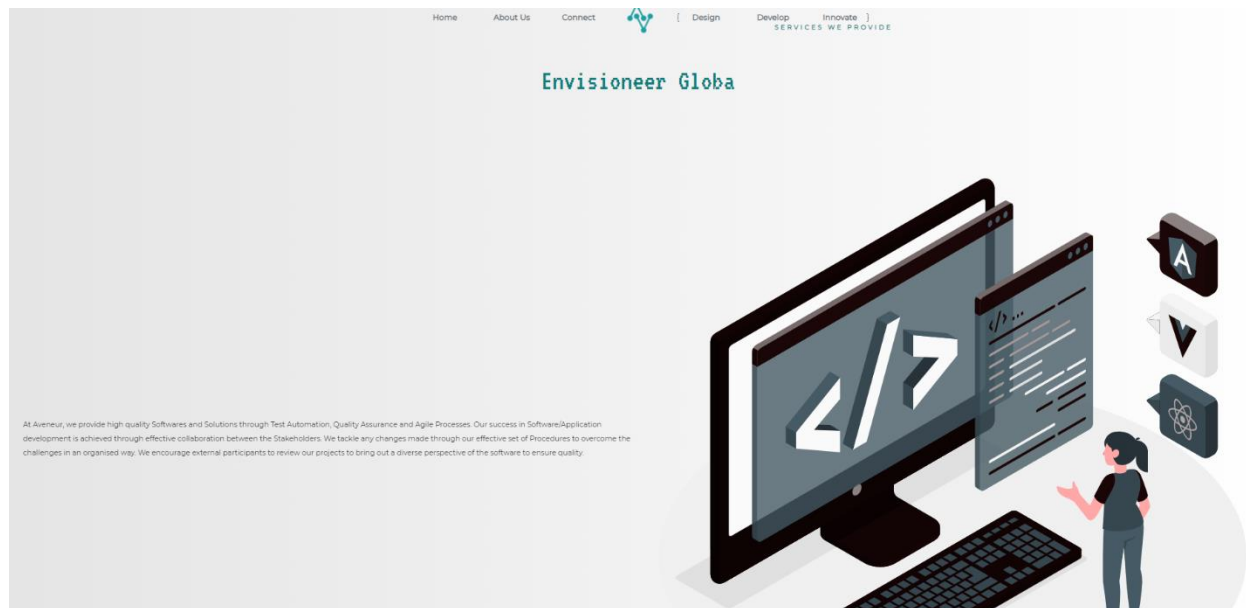 Home About Us Connect { Design Develop Innovate }
SERVICES WE PROVIDE
Envisioneer Globa
</>
</> ...
A
V
At Aveneur, we provide high quality Softwares and Solutions through Test Automation, Quality Assurance and Agile Processes. Our success in Software/Application
development is achieved through effective collaboration between the Stakeholders. We tackle any changes made through our effective set of Procedures to overcome the
challenges in an organised way. We encourage external participants to review our projects to bring out a diverse perspective of the software to ensure quality.